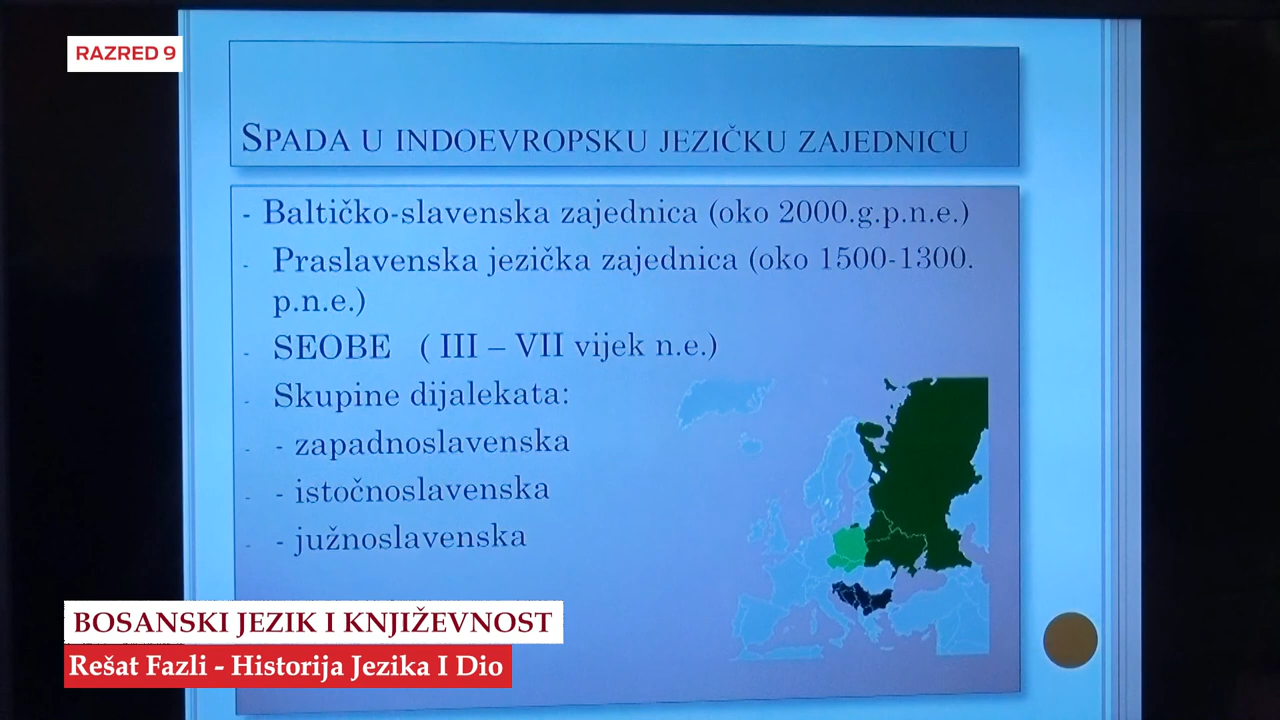 RAZRED 9
SPADA U INDOEVROPSKU JEZIČKU ZAJEDNICU
- Baltičko-slavenska zajednica (oko 2000.g.p.n.e.)
- Praslavenska jezička zajednica (oko 1500-1300.
p.n.e.)
- SEOBE ( III – VII vijek n.e.)
- Skupine dijalekata:
- - zapadnoslavenska
- - istočnoslavenska
- - južnoslavenska
BOSANSKI JEZIK I KNJIŽEVNOST
Rešat Fazli - Historija Jezika I Dio